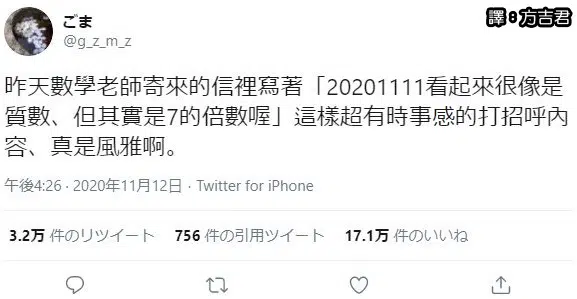 譯8方吉君
ごま
@g_z_m_z
昨天數學老師寄來的信裡寫著「20201111看起來很像是
質數、但其實是7的倍數喔」這樣超有時事感的打招呼內
容、真是風雅啊。
午後4:26 · 2020年11月12日 · Twitter for iPhone
3.2万 件のリツイート 756 件の引用ツイート 17.1万 件のいいね